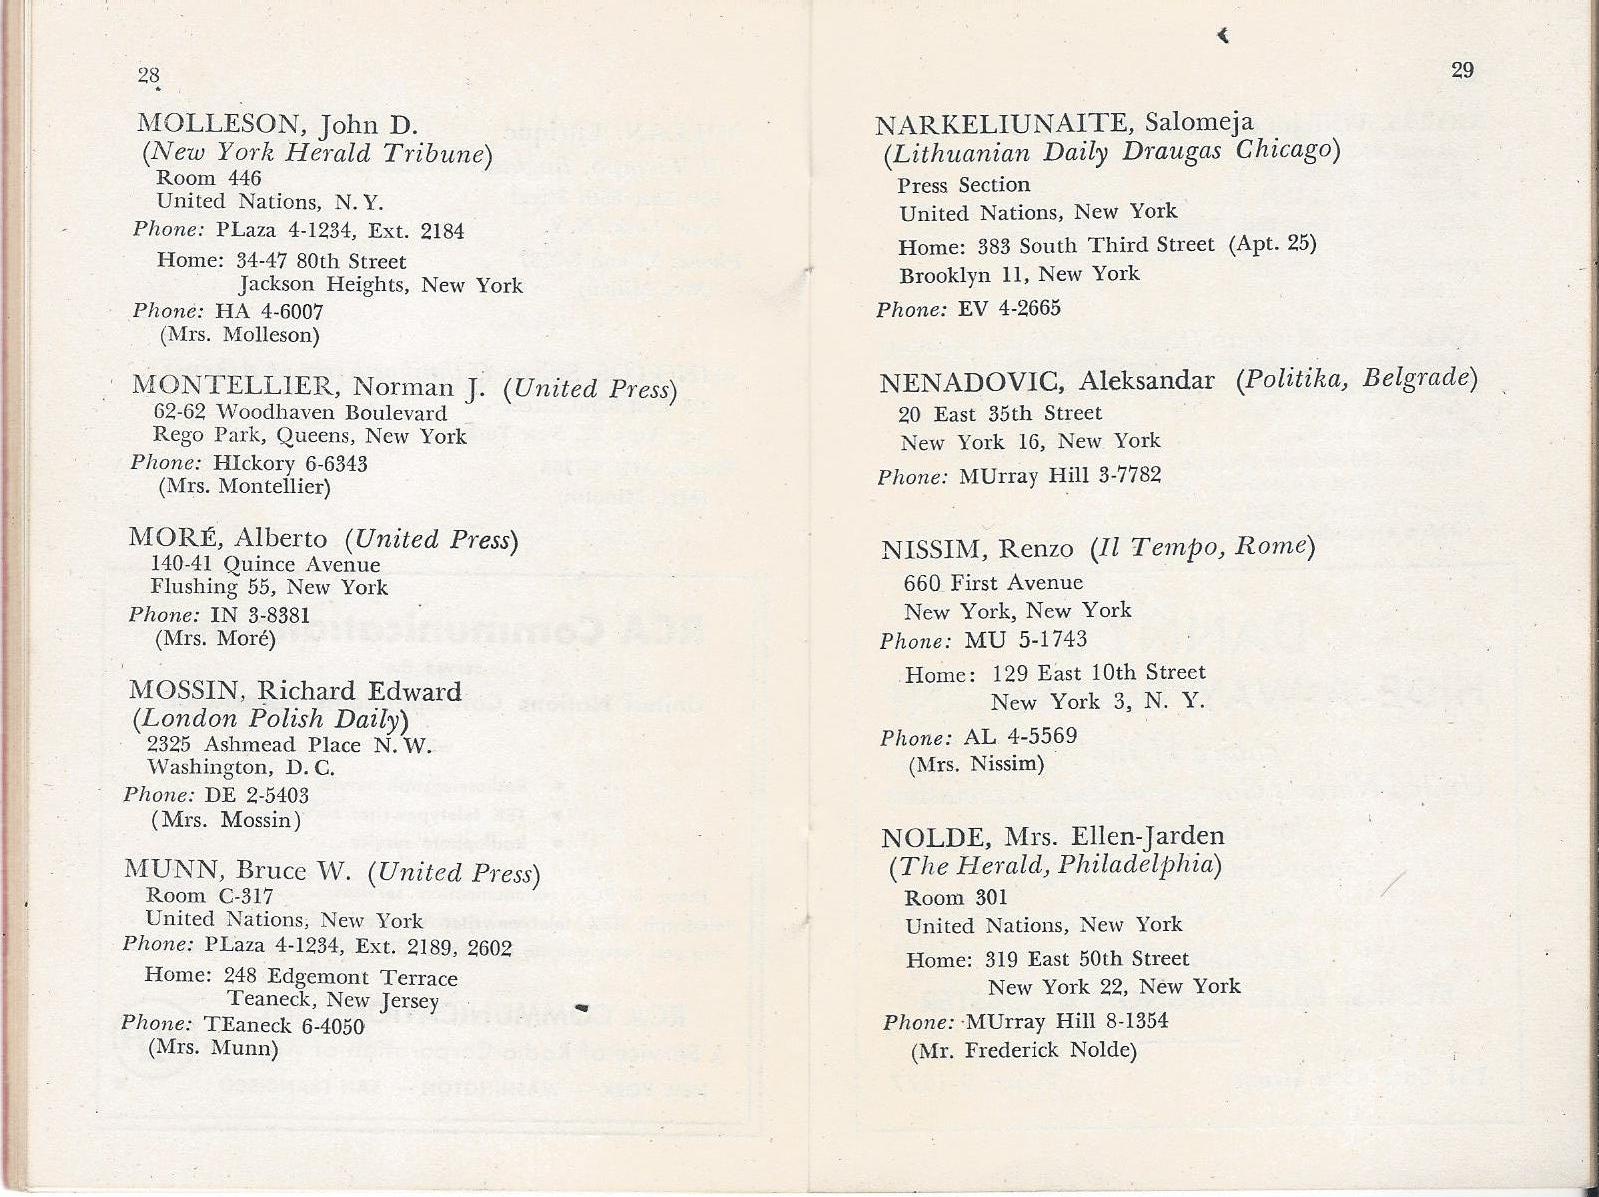 28
MOLLESON, John D.
(New York Herald Tribune)
Room 446
United Nations, N. Y.
Phone: PLaza 4-1234, Ext. 2184
Home: 34-47 80th Street
Jackson Heights, New York
Phone: HA 4-6007
(Mrs. Molleson)
MONTELLIER, Norman J. (United Press)
62-62 Woodhaven Boulevard
Rego Park, Queens, New York
Phone: HIckory 6-6343
(Mrs. Montellier)
MORÉ, Alberto (United Press)
140-41 Quince Avenue
Flushing 55, New York
Phone: IN 3-8381
(Mrs. Moré)
MOSSIN, Richard Edward
(London Polish Daily)
2325 Ashmead Place N. W.
Washington, D. C.
Phone: DE 2-5403
(Mrs. Mossin)
MUNN, Bruce W. (United Press)
Room C-317
United Nations, New York
Phone: PLaza 4-1234, Ext. 2189, 2602
Home: 248 Edgemont Terrace
Teaneck, New Jersey
Phone: TEaneck 6-4050
(Mrs. Munn)
29
NARKELIUNAITE, Salomeja
(Lithuanian Daily Draugas Chicago)
Press Section
United Nations, New York
Home: 383 South Third Street (Apt. 25)
Brooklyn 11, New York
Phone: EV 4-2665
NENADOVIC, Aleksandar (Politika, Belgrade)
20 East 35th Street
New York 16, New York
Phone: MUrray Hill 3-7782
NISSIM, Renzo (Il Tempo, Rome)
660 First Avenue
New York, New York
Phone: MU 5-1743
Home: 129 East 10th Street
New York 3, N. Y.
Phone: AL 4-5569
(Mrs. Nissim)
NOLDE, Mrs. Ellen-Jarden
(The Herald, Philadelphia)
Room 301
United Nations, New York
Home: 319 East 50th Street
New York 22, New York
Phone: MUrray Hill 8-1354
(Mr. Frederick Nolde)